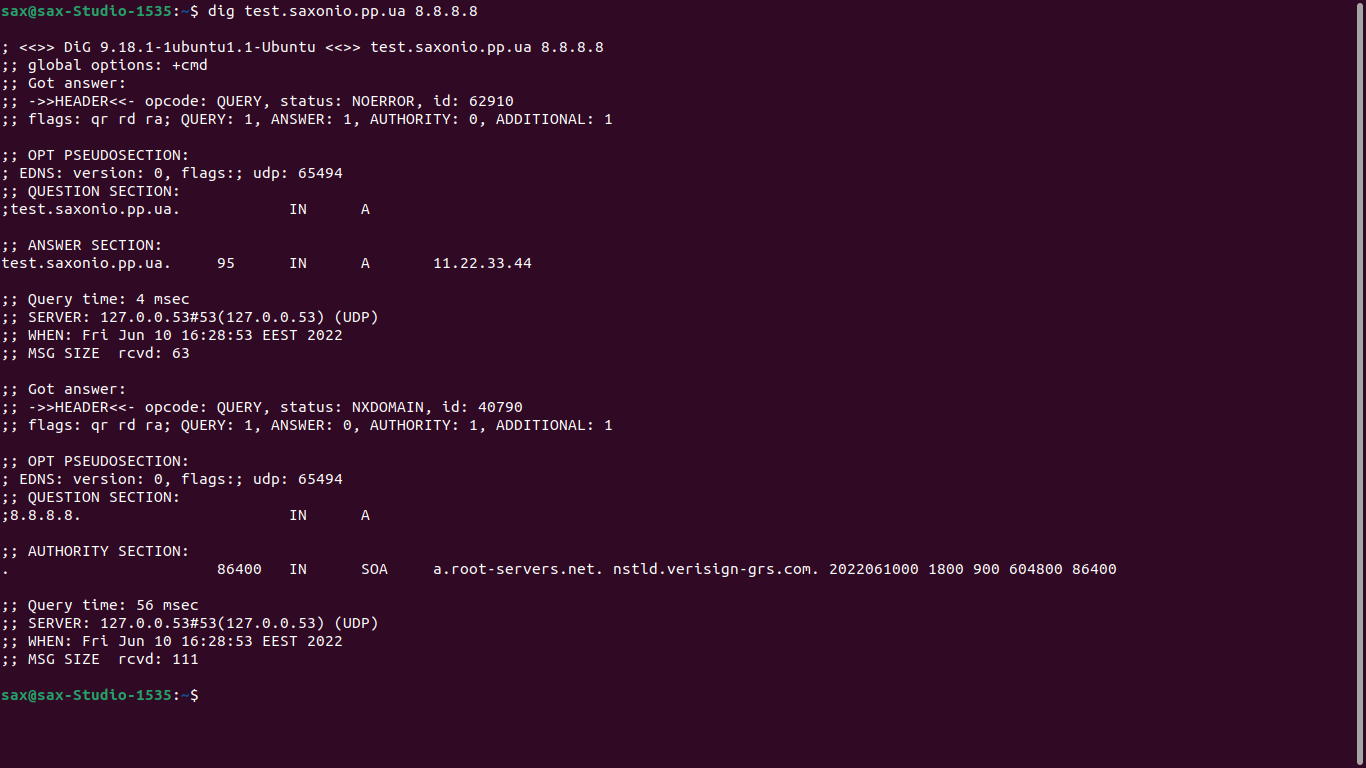 sax@sax-Studio-1535:~$ dig test.saxonio.pp.ua 8.8.8.8
; <<>> DiG 9.18.1-1ubuntu1.1-Ubuntu <<>> test.saxonio.pp.ua 8.8.8.8
;; global options: +cmd
;; Got answer:
;; ->>HEADER<<- opcode: QUERY, status: NOERROR, id: 62910
;; flags: qr rd ra; QUERY: 1, ANSWER: 1, AUTHORITY: 0, ADDITIONAL: 1
;; OPT PSEUDOSECTION:
; EDNS: version: 0, flags:; udp: 65494
;; QUESTION SECTION:
;test.saxonio.pp.ua. IN A
;; ANSWER SECTION:
test.saxonio.pp.ua. 95 IN A 11.22.33.44
;; Query time: 4 msec
;; SERVER: 127.0.0.53#53(127.0.0.53) (UDP)
;; WHEN: Fri Jun 10 16:28:53 EEST 2022
;; MSG SIZE  rcvd: 63
;; Got answer:
;; ->>HEADER<<- opcode: QUERY, status: NXDOMAIN, id: 40790
;; flags: qr rd ra; QUERY: 1, ANSWER: 0, AUTHORITY: 1, ADDITIONAL: 1
;; OPT PSEUDOSECTION:
; EDNS: version: 0, flags:; udp: 65494
;; QUESTION SECTION:
;8.8.8.8. IN A
;; AUTHORITY SECTION:
. 86400 IN SOA a.root-servers.net. nstld.verisign-grs.com. 2022061000 1800 900 604800 86400
;; Query time: 56 msec
;; SERVER: 127.0.0.53#53(127.0.0.53) (UDP)
;; WHEN: Fri Jun 10 16:28:53 EEST 2022
;; MSG SIZE  rcvd: 111
sax@sax-Studio-1535:~$